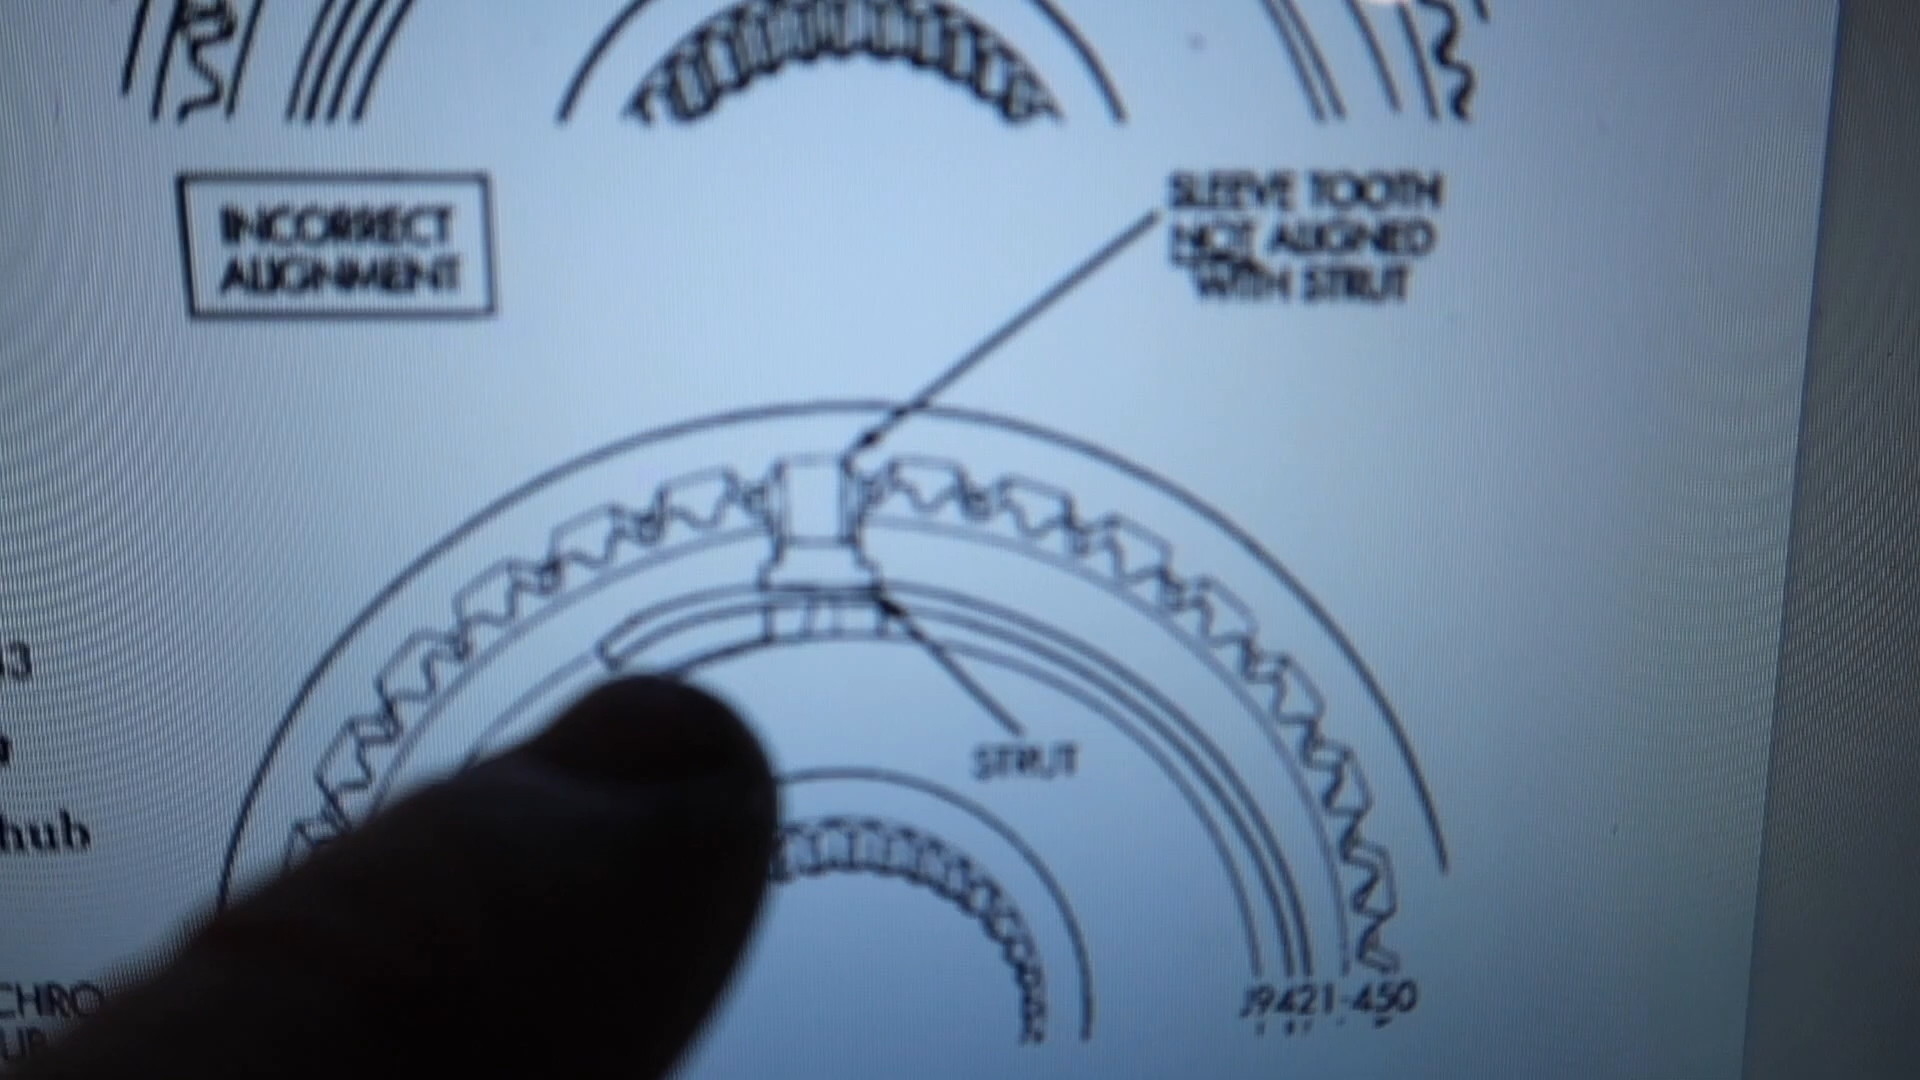 INCORRECT
ALIGNMENT
SLEEVE TOOTH
NOT ALIGNED
WITH STRUT
STRUT
hub
J9421-450